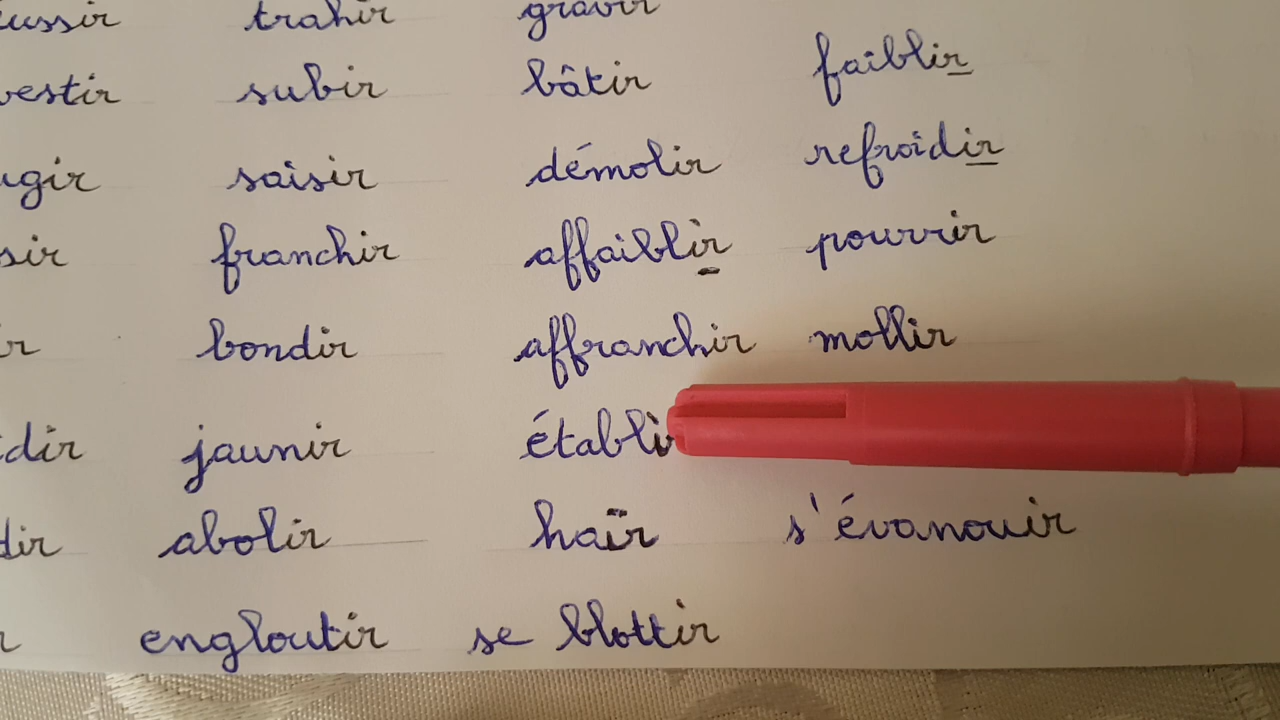 trahir gravir
subir bâtir faiblir
saisir démolir refroidir
franchir affaiblir pourrir
bondir affranchir mollir
jaunir établir
abolir haïr s'évanouir
engloutir se blottir